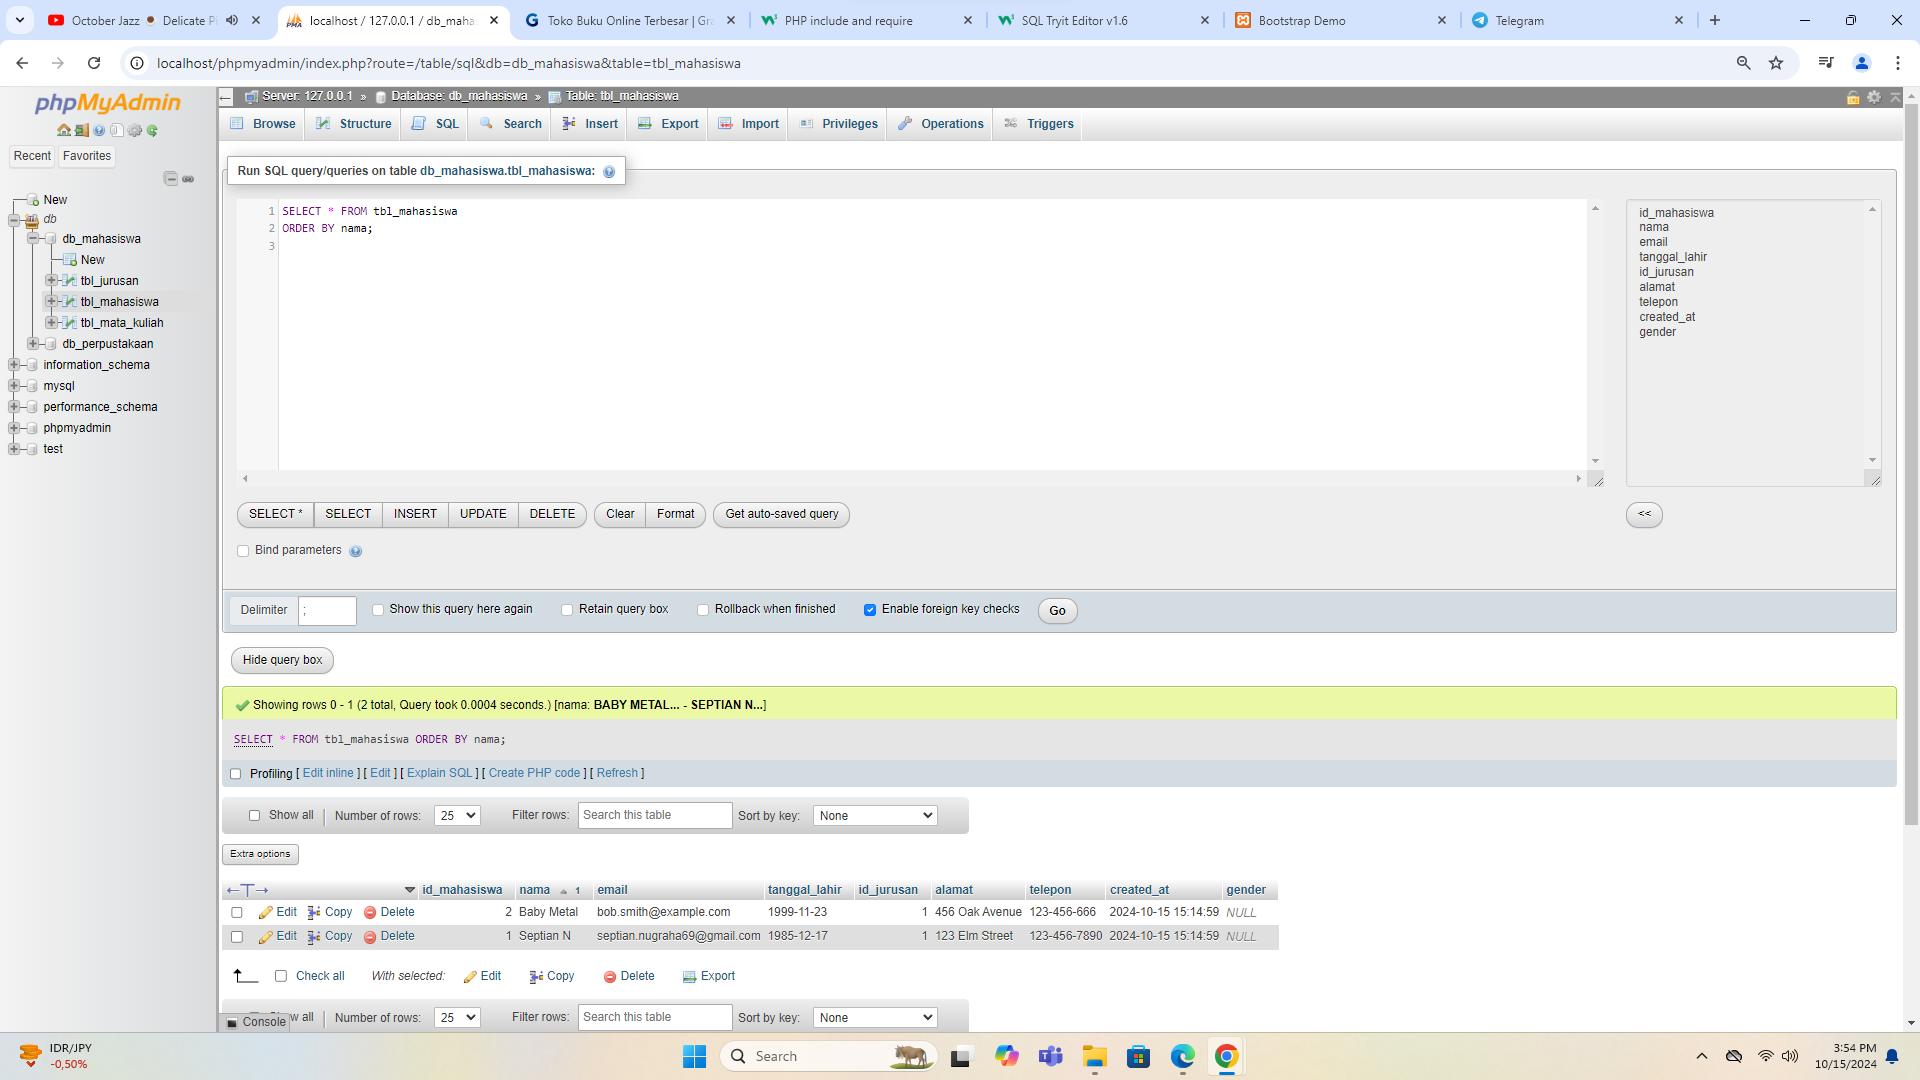 October Jazz Delicate Pi
localhost / 127.0.0.1 / db_maha
Toko Buku Online Terbesar | Gra
PHP include and require
SQL Tryit Editor v1.6
Bootstrap Demo
Telegram
localhost/phpmyadmin/index.php?route=/table/sql&db=db_mahasiswa&table=tbl_mahasiswa
phpMyAdmin
Recent Favorites
New
db
db_mahasiswa
New
tbl_jurusan
tbl_mahasiswa
tbl_mata_kuliah
db_perpustakaan
information_schema
mysql
performance_schema
phpmyadmin
test
Server: 127.0.0.1 » Database: db_mahasiswa » Table: tbl_mahasiswa
Browse Structure SQL Search Insert Export Import Privileges Operations Triggers
Run SQL query/queries on table db_mahasiswa.tbl_mahasiswa:
1 SELECT * FROM tbl_mahasiswa
2 ORDER BY nama;
3
id_mahasiswa
nama
email
tanggal_lahir
id_jurusan
alamat
telepon
created_at
gender
SELECT * SELECT INSERT UPDATE DELETE Clear Format Get auto-saved query <<
Bind parameters
Delimiter ; Show this query here again Retain query box Rollback when finished Enable foreign key checks Go
Hide query box
Showing rows 0 - 1 (2 total, Query took 0.0004 seconds.) [nama: BABY METAL... - SEPTIAN N...]
SELECT * FROM tbl_mahasiswa ORDER BY nama;
Profiling [ Edit inline ] [ Edit ] [ Explain SQL ] [ Create PHP code ] [ Refresh ]
Show all Number of rows: 25 Filter rows: Search this table Sort by key: None
Extra options
←T→ id_mahasiswa nama 1 email tanggal_lahir id_jurusan alamat telepon created_at gender
Edit Copy Delete 2 Baby Metal bob.smith@example.com 1999-11-23 1 456 Oak Avenue 123-456-666 2024-10-15 15:14:59 NULL
Edit Copy Delete 1 Septian N septian.nugraha69@gmail.com 1985-12-17 1 123 Elm Street 123-456-7890 2024-10-15 15:14:59 NULL
Check all With selected: Edit Copy Delete Export
Console
w all Number of rows: 25 Filter rows: Search this table Sort by key: None
IDR/JPY
-0,50%
Search
3:54 PM
10/15/2024